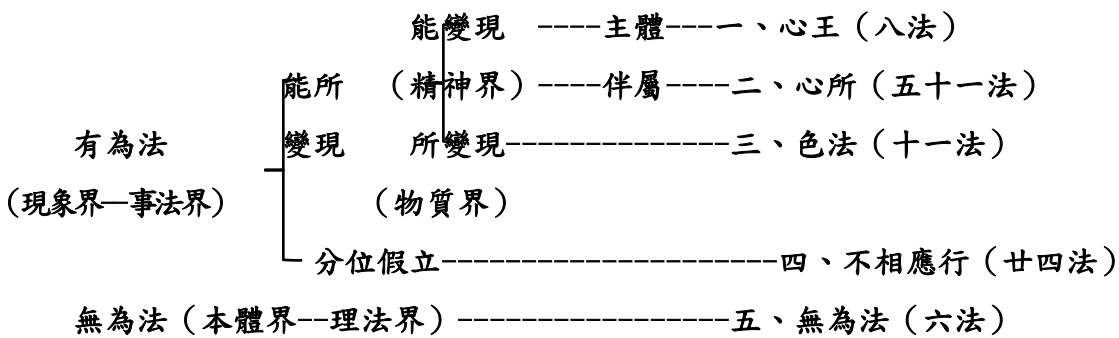 能變現 ----主體---一、心王（八法）
能所 （精神界）----伴屬----二、心所（五十一法）
有為法 變現 所變現--------------三、色法（十一法）
（現象界—事法界） （物質界）
分位假立---------------------四、不相應行（廿四法）
無為法（本體界--理法界）-----------------五、無為法（六法）